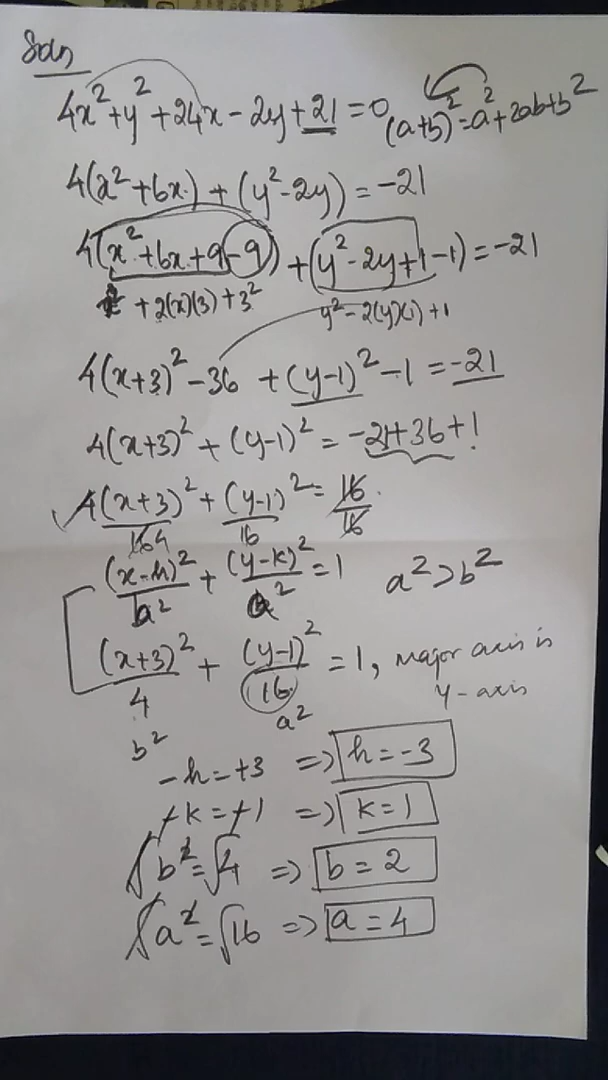 Soln
4x² + y² + 24x - 2y + 21 = 0 (a+b)² = a² + 2ab + b²
4(x² + 6x) + (y² - 2y) = -21
4(x² + 6x + 9 - 9) + (y² - 2y + 1 - 1) = -21
+ 2(x)(3) + 3² y² - 2(y)(1) + 1
4(x+3)² - 36 + (y-1)² - 1 = -21
4(x+3)² + (y-1)² = -21 + 36 + 1
4(x+3)²/16 4 + (y-1)²/16 = 16/16
(x-h)²/b² + (y-k)²/a² = 1 a² > b²
(x+3)²/4 + (y-1)²/16 = 1, major axis is
y-axis
b² a²
-h = +3 => h = -3
+k = +1 => k = 1
√b² = √4 => b = 2
√a² = √16 => a = 4